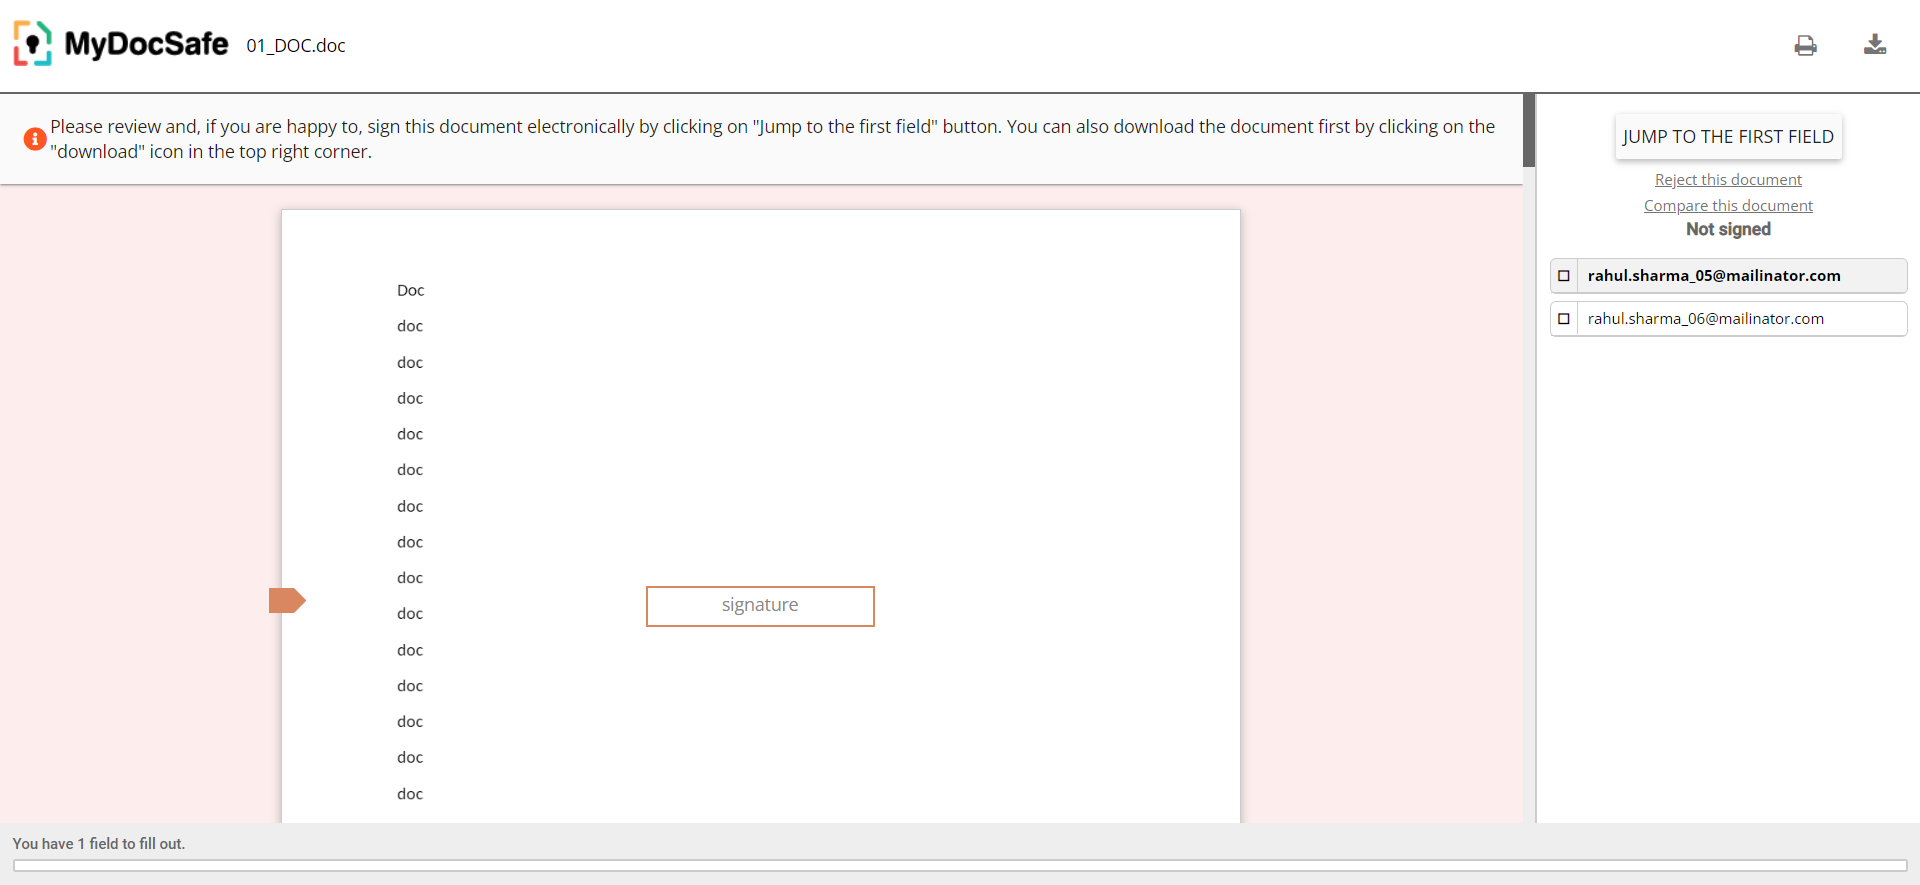 MyDocSafe 01_DOC.doc
Please review and, if you are happy to, sign this document electronically by clicking on "Jump to the first field" button. You can also download the document first by clicking on the
"download" icon in the top right corner.
JUMP TO THE FIRST FIELD
Reject this document
Compare this document
Not signed
rahul.sharma_05@mailinator.com
rahul.sharma_06@mailinator.com
Doc
doc
doc
doc
doc
doc
doc
doc
doc
doc
signature
doc
doc
doc
doc
doc
You have 1 field to fill out.